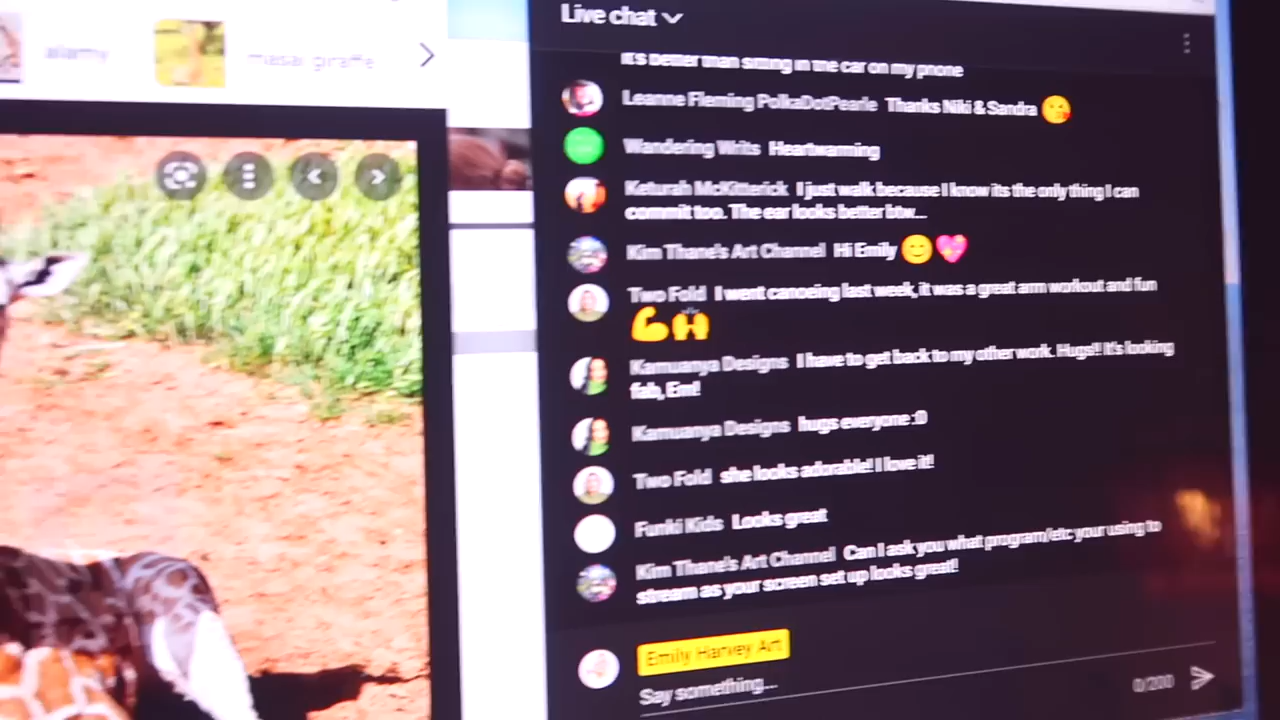 Live chat
alamy
masai giraffe
It's better than sitting in the car on my phone
Leanne Fleming PolkaDotPearle Thanks Niki & Sandra 😘
Wandering Writs Heartwarming
Keturah McKitterick I just walk because I know its the only thing I can
commit too. The ear looks better btw...
Kim Thane's Art Channel Hi Emily 😊 💖
Two Fold I went canoeing last week, it was a great arm workout and fun
💪🙌
Kamuanya Designs I have to get back to my other work. Hugs!! It's looking
fab, Em!
Kamuanya Designs hugs everyone :D
Two Fold she looks adorable! I love it!
Funki Kids Looks great
Kim Thane's Art Channel Can I ask you what program/etc your using to
stream as your screen set up looks great!
Emily Harvey Art
Say something...
0/200